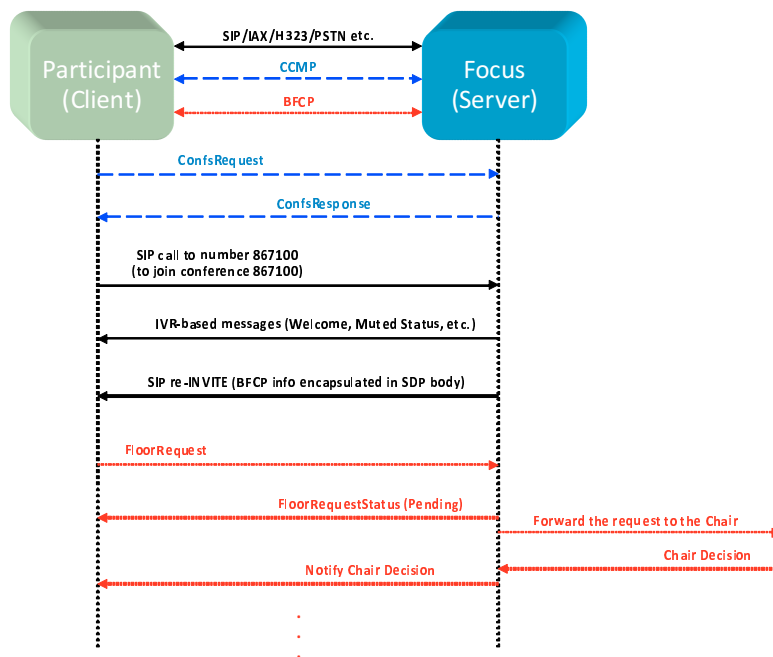 SIP/IAX/H323/PSTN etc.
Participant
(Client)
CCMP
Focus
(Server)
BFCP
ConfsRequest
ConfsResponse
SIP call to number 867100
(to join conference 867100)
IVR-based messages (Welcome, Muted Status, etc.)
SIP re-INVITE (BFCP info encapsulated in SDP body)
FloorRequest
FloorRequestStatus (Pending)
Forward the request to the Chair
Chair Decision
Notify Chair Decision